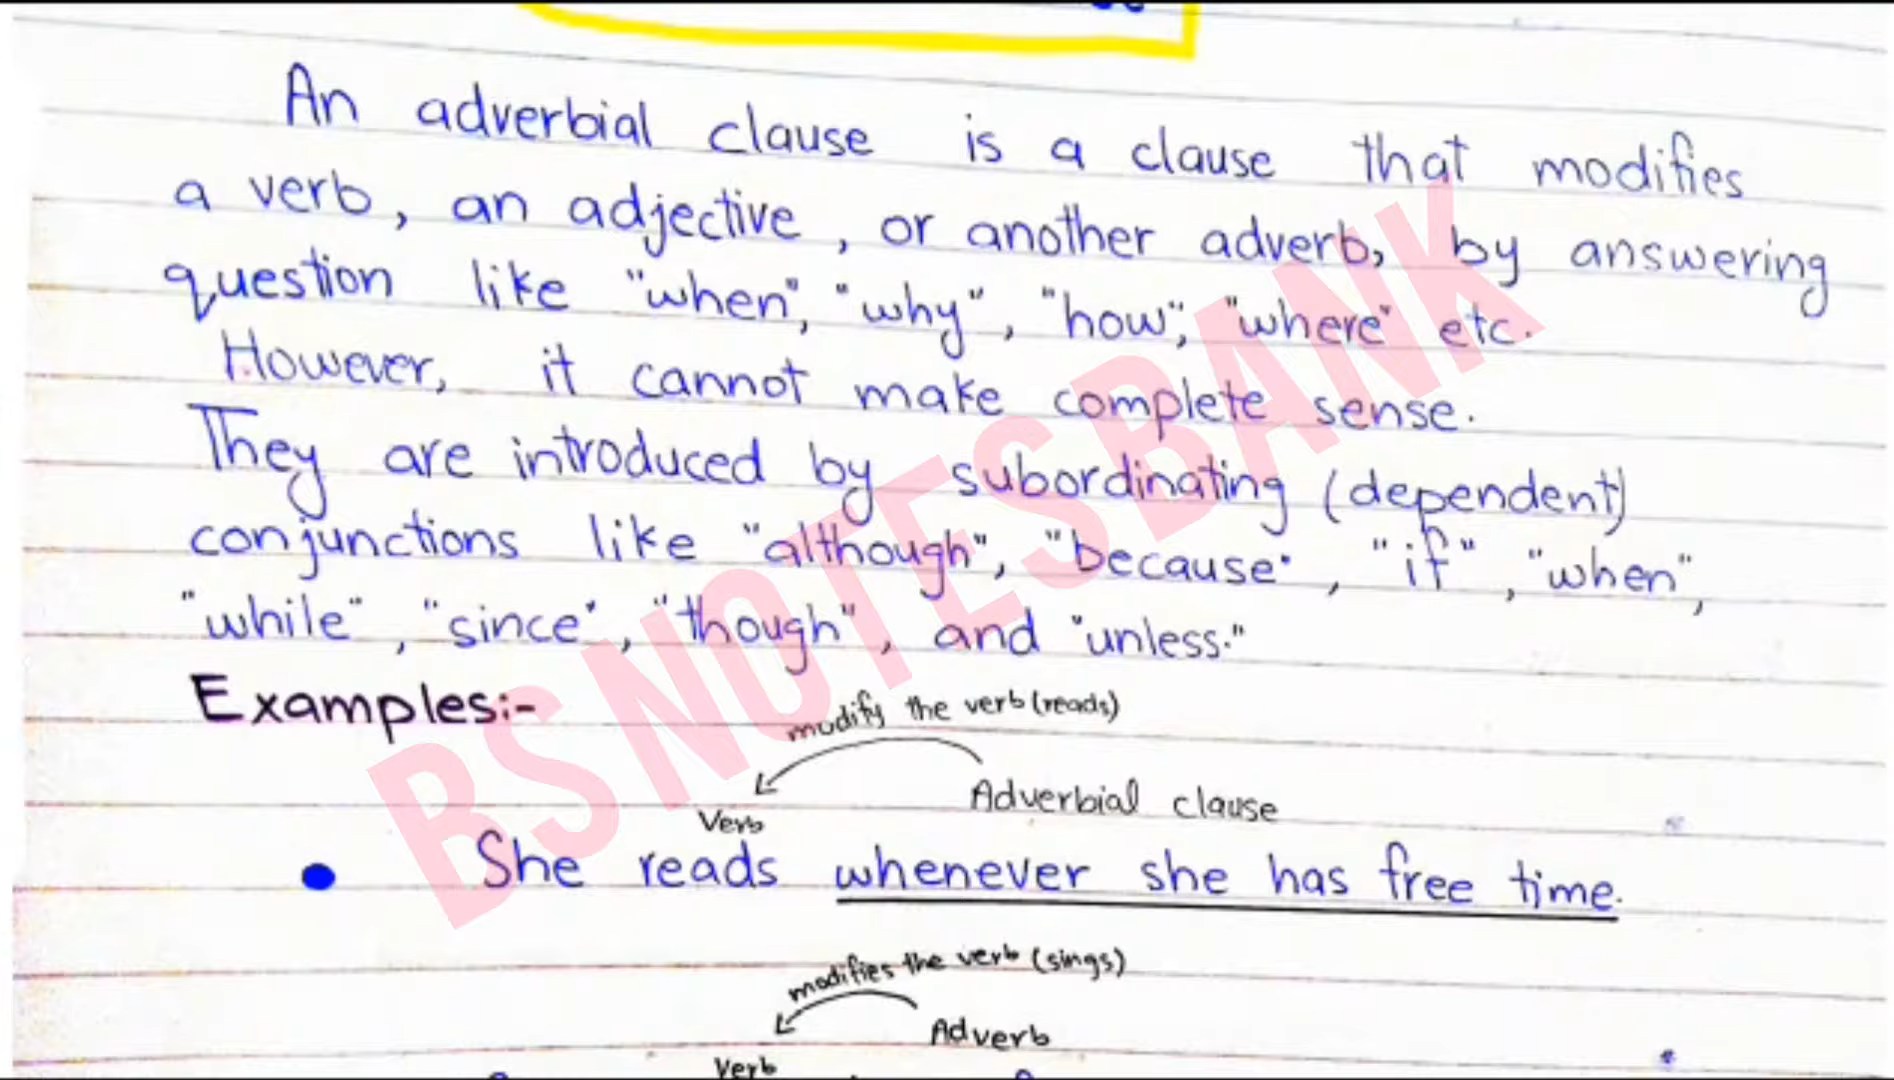 An adverbial clause is a clause that modifies
a verb, an adjective, or another adverb, by answering
question like "when", "why", "how", "where" etc.
However, it cannot make complete sense.
They are introduced by subordinating (dependent)
conjunctions like "although", "because", "if", "when",
"while", "since", "though", and "unless."
Examples:-
modify the verb (reads)
Verb
Adverbial clause
She reads whenever she has free time.
modifies the verb (sings)
Adverb
Verb
BSNOTESBANK